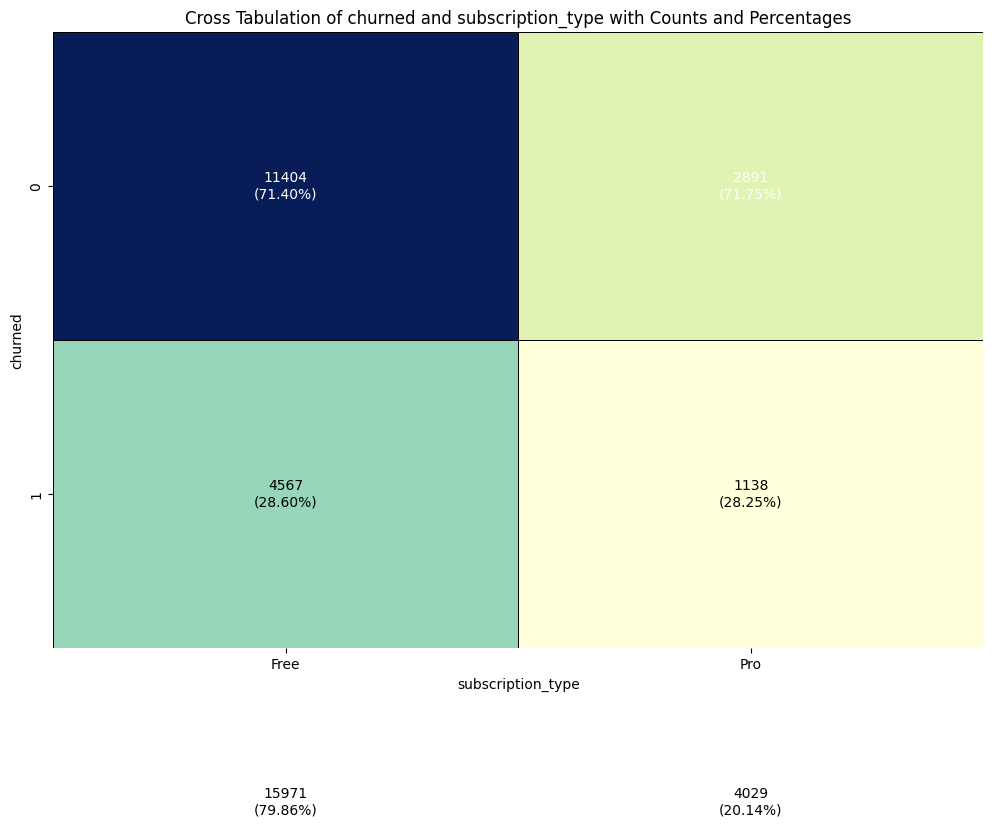 Cross Tabulation of churned and subscription_type with Counts and Percentages
churned
0
11404
(71.40%)
2891
(71.75%)
1
4567
(28.60%)
1138
(28.25%)
Free
Pro
subscription_type
15971
(79.86%)
4029
(20.14%)